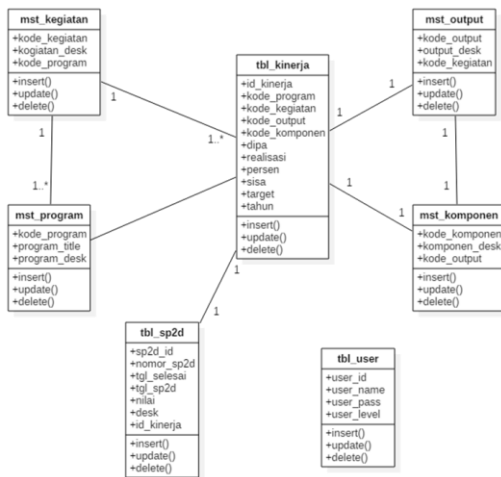 mst_kegiatan
+kode_kegiatan
+kogiatan_desk
+kode_program
+insert()
+update()
+delete()
mst_output
+kode_output
+output_desk
+kode_kegiatan
+insert()
+update()
+delete()
tbl_kinerja
+id_kinerja
+kode_program
+kode_kegiatan
+kode_output
+kode_komponen
+dipa
+realisasi
+persen
+sisa
+target
+tahun
+insert()
+update()
+delete()
1
1..*
1
1
1
1..*
1
1
1
1
mst_program
+kode_program
+program_title
+program_desk
+insert()
+update()
+delete()
mst_komponen
+kode_komponen
+komponen_desk
+kode_output
+insert()
+update()
+delete()
1
1
tbl_sp2d
+sp2d_id
+nomor_sp2d
+tgl_selesai
+tgl_sp2d
+nilai
+desk
+id_kinerja
+insert()
+update()
+delete()
tbl_user
+user_id
+user_name
+user_pass
+user_level
+insert()
+update()
+delete()